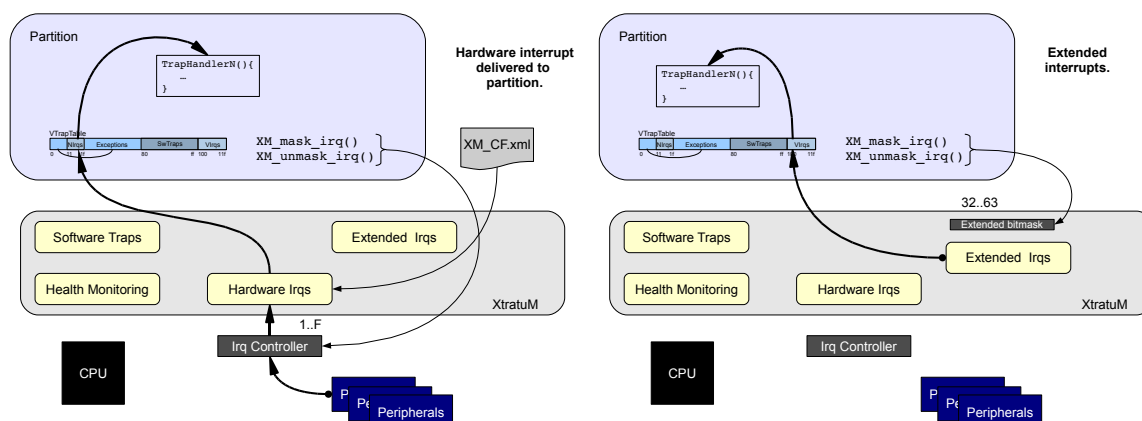 Partition
TrapHandlerN(){
…
}
Hardware interrupt
delivered to
partition.
VTrapTable
NIrqs Exceptions SwTraps VIrqs
0 11 1f 80 ff 100 11f
XM_mask_irq()
XM_unmask_irq()
XM_CF.xml
Software Traps
Extended Irqs
Health Monitoring
Hardware Irqs
XtratuM
1..F
Irq Controller
CPU
Peripherals
Partition
TrapHandlerN(){
…
}
Extended
interrupts.
VTrapTable
NIrqs Exceptions SwTraps VIrqs
0 11 1f 80 ff 100 11f
XM_mask_irq()
XM_unmask_irq()
32..63
Extended bitmask
Software Traps
Extended Irqs
Health Monitoring
Hardware Irqs
XtratuM
Irq Controller
CPU
Peripherals